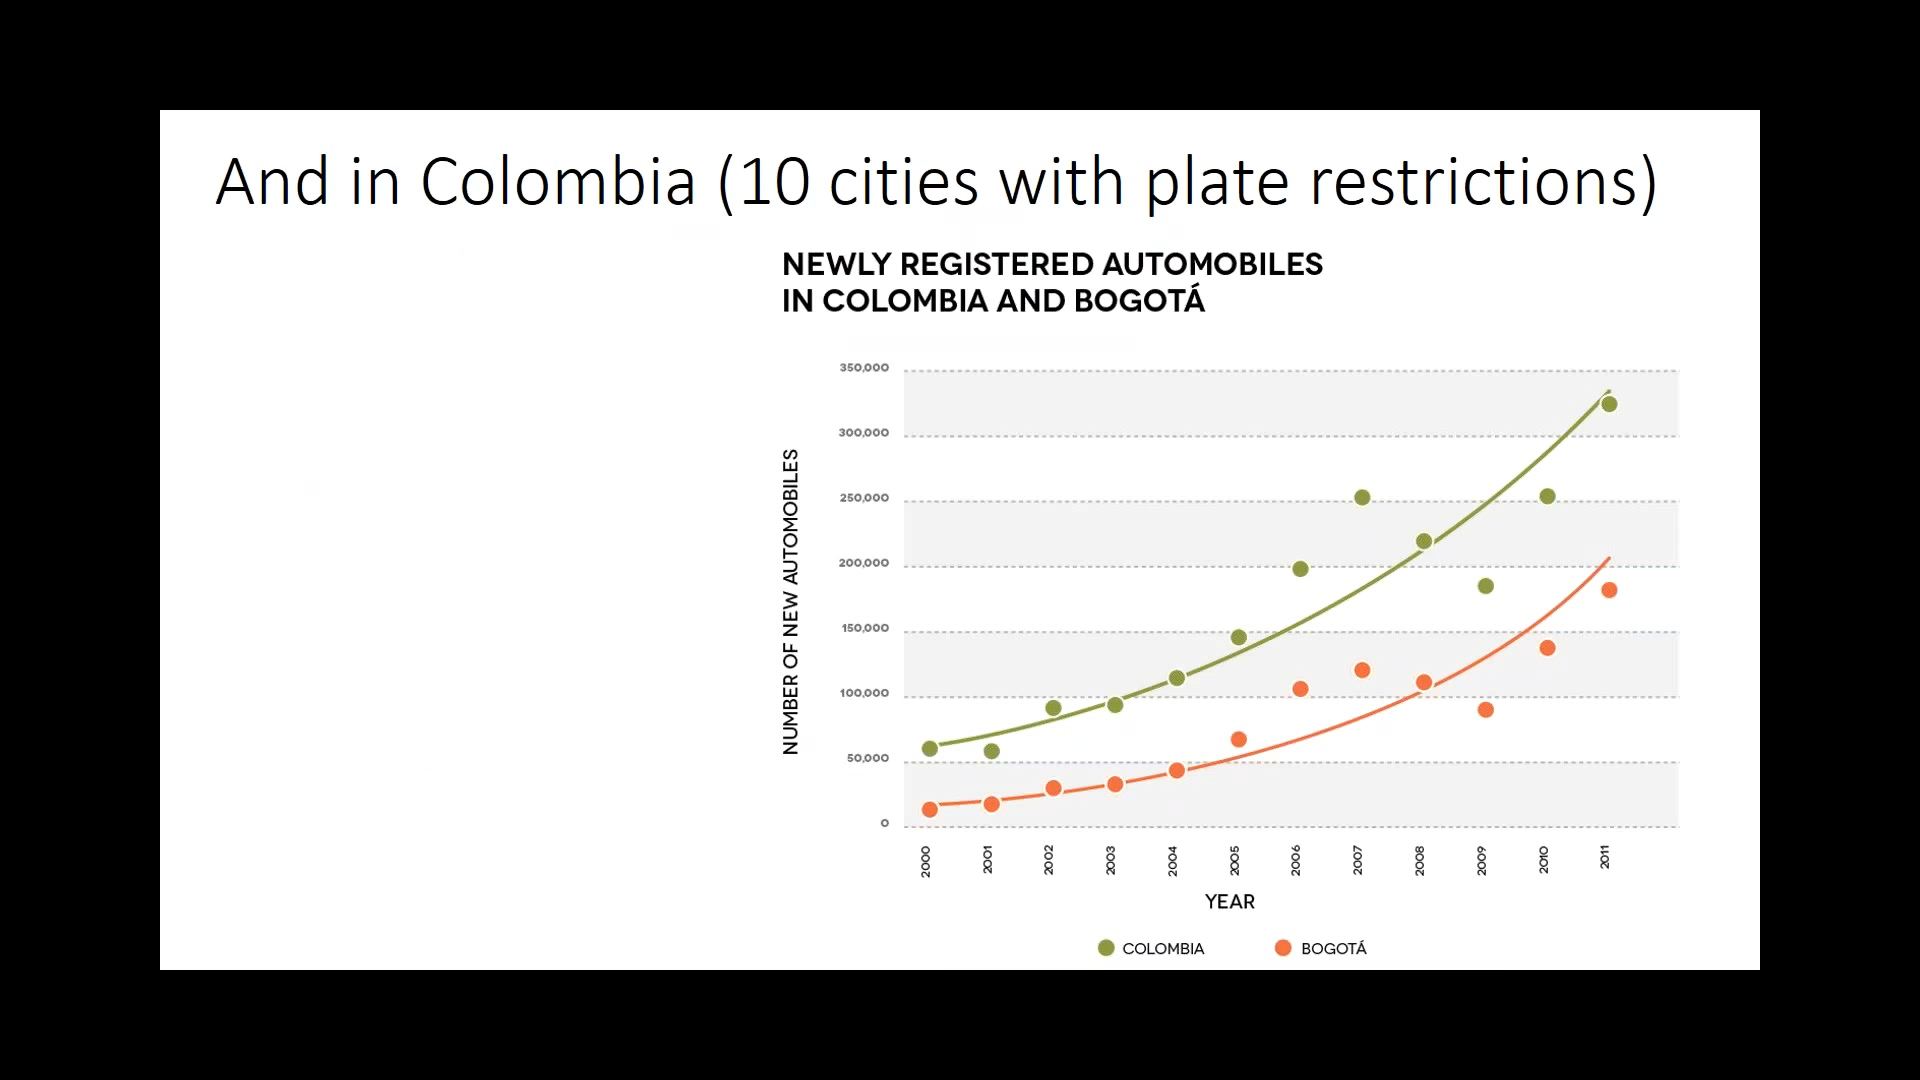 And in Colombia (10 cities with plate restrictions)
NEWLY REGISTERED AUTOMOBILES
IN COLOMBIA AND BOGOTÁ
NUMBER OF NEW AUTOMOBILES
350,000
300,000
250,000
200,000
150,000
100,000
50,000
0
2000
2001
2002
2003
2004
2005
2006
2007
2008
2009
2010
2011
YEAR
COLOMBIA
BOGOTÁ